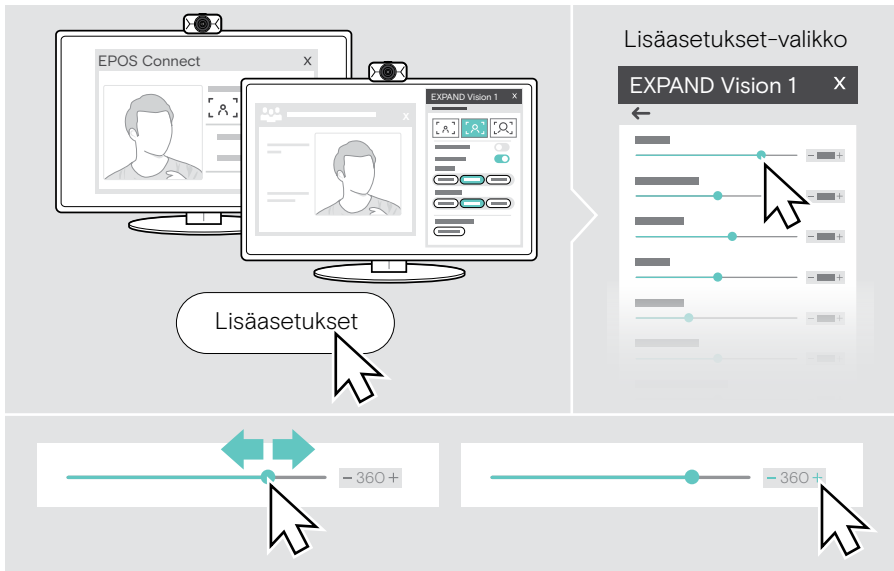 EPOS Connect X
EXPAND Vision 1 X
X
Lisäasetukset
Lisäasetukset-valikko
EXPAND Vision 1 X
- +
- +
- +
- +
- +
- +
- 360 +
- 360 +